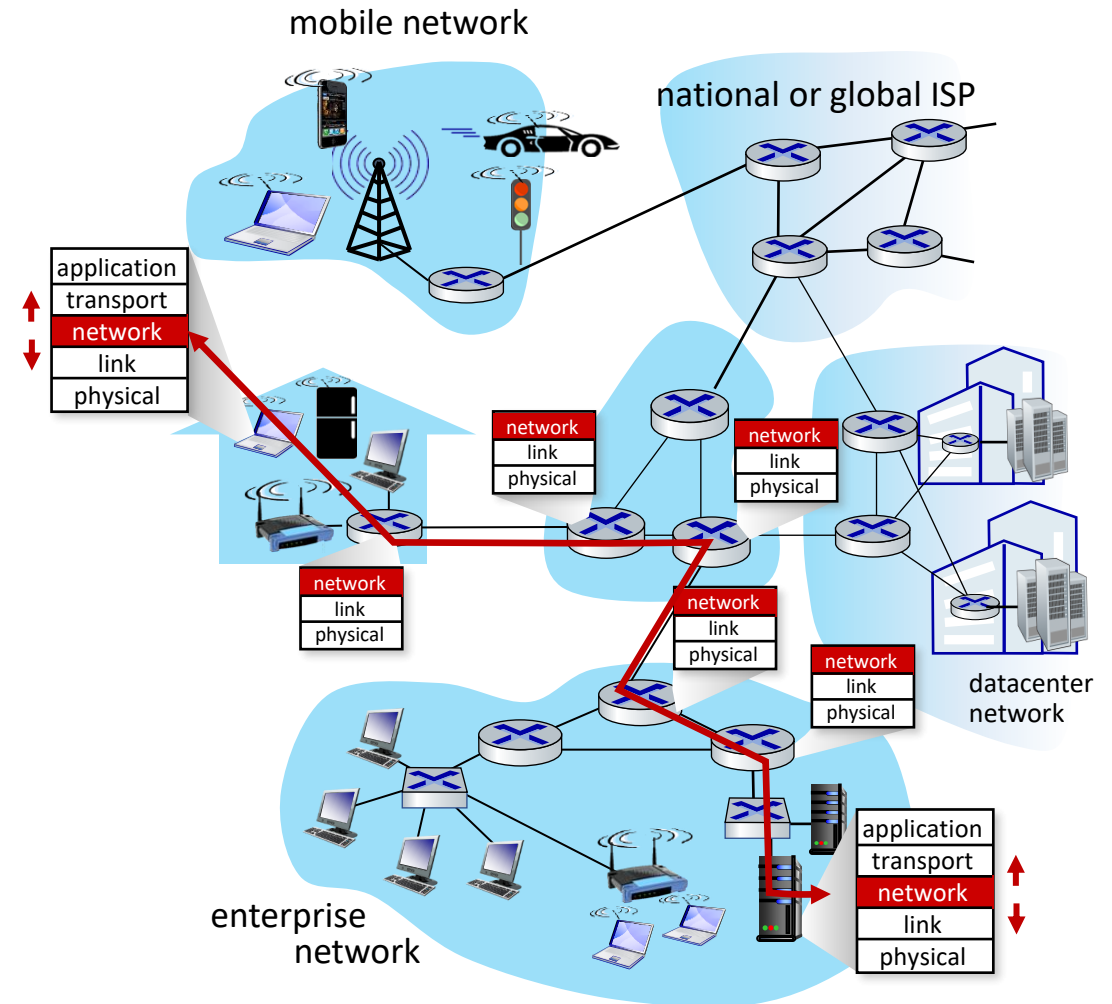 mobile network
national or global ISP
application
transport
network
link
physical
network
link
physical
network
link
physical
network
link
physical
network
link
physical
network
link
physical
datacenter
network
application
transport
network
link
physical
enterprise
network